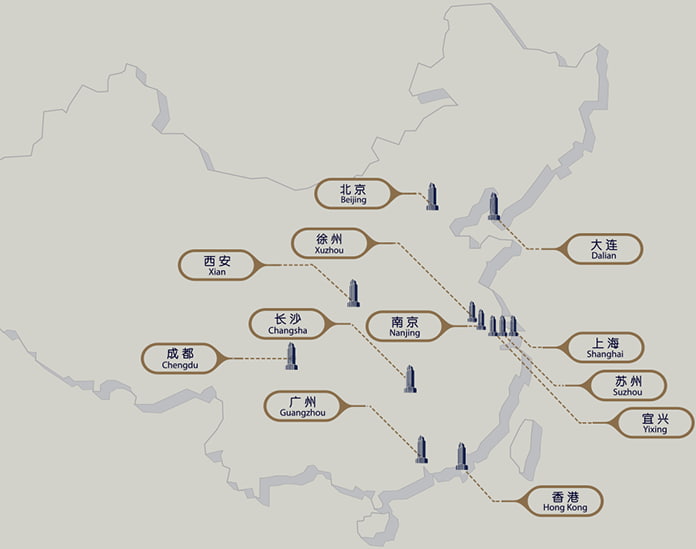 北京
Beijing
徐州
Xuzhou
大连
Dalian
西安
Xian
长沙
Changsha
南京
Nanjing
上海
Shanghai
成都
Chengdu
苏州
Suzhou
广州
Guangzhou
宜兴
Yixing
香港
Hong Kong